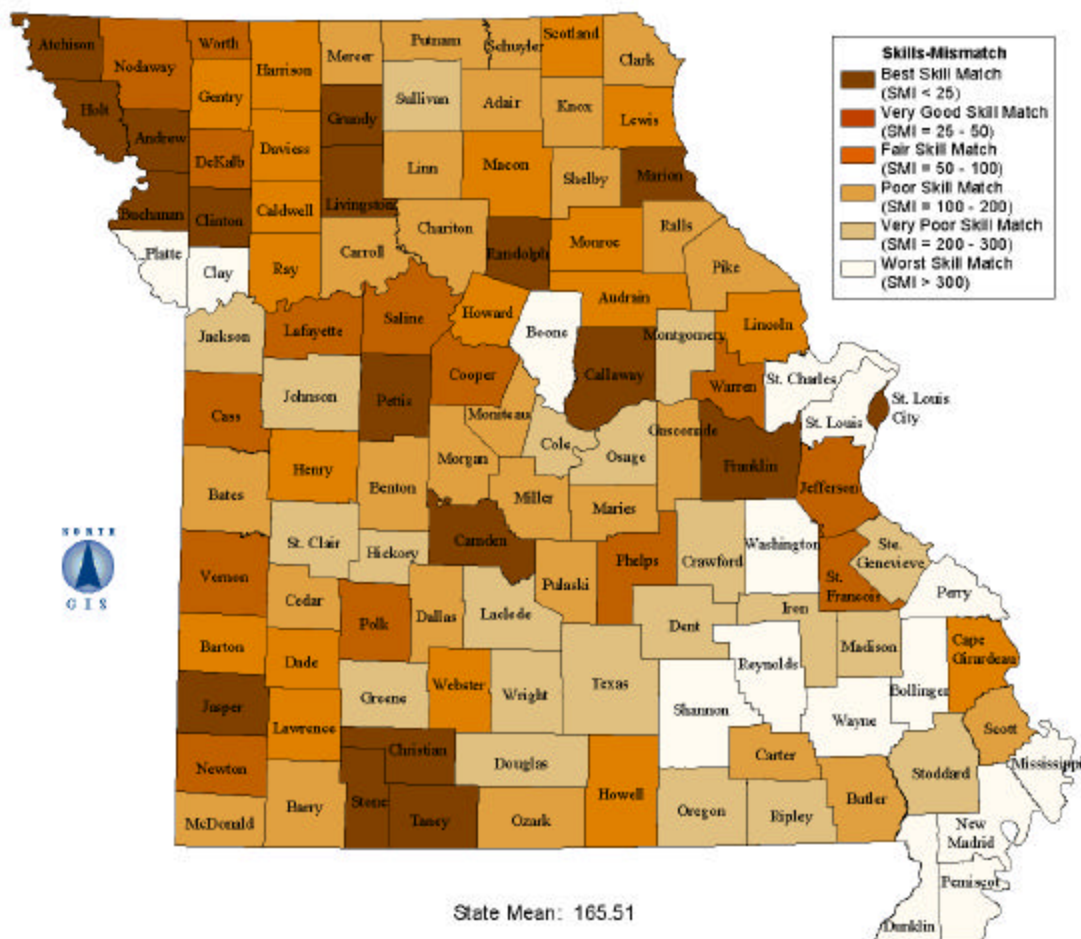 Atchison
Nodaway
Worth
Harrison
Mercer
Putnam
Schuyler
Scotland
Clark
Gentry
Holt
Andrew
DeKalb
Daviess
Grundy
Sullivan
Adair
Knox
Lewis
Linn
Macon
Shelby
Marion
Buchanan
Clinton
Caldwell
Livingston
Chariton
Randolph
Monroe
Ralls
Pike
Platte
Clay
Ray
Carroll
Howard
Boone
Audrain
Jackson
Lafayette
Saline
Cooper
Callaway
Montgomery
Lincoln
Warren
St. Charles
St. Louis
St. Louis
City
Cass
Johnson
Pettis
Moniteau
Cole
Osage
Gasconade
Franklin
Jefferson
Bates
Henry
Benton
Morgan
Miller
Maries
Vernon
St. Clair
Hickory
Camden
Pulaski
Phelps
Crawford
Washington
St.
Francois
Ste.
Genevieve
Perry
Cedar
Polk
Dallas
Laclede
Dent
Iron
Madison
Cape
Girardeau
Barton
Dade
Greene
Webster
Wright
Texas
Shannon
Reynolds
Wayne
Bollinger
Scott
Mississippi
Jasper
Lawrence
Christian
Douglas
Howell
Carter
Butler
Stoddard
Newton
McDonald
Barry
Stone
Taney
Ozark
Oregon
Ripley
New
Madrid
Pemiscot
Dunklin
Skills-Mismatch
Best Skill Match
(SMI < 25)
Very Good Skill Match
(SMI = 25 - 50)
Fair Skill Match
(SMI = 50 - 100)
Poor Skill Match
(SMI = 100 - 200)
Very Poor Skill Match
(SMI = 200 - 300)
Worst Skill Match
(SMI > 300)
NORTH
GIS
State Mean: 165.51